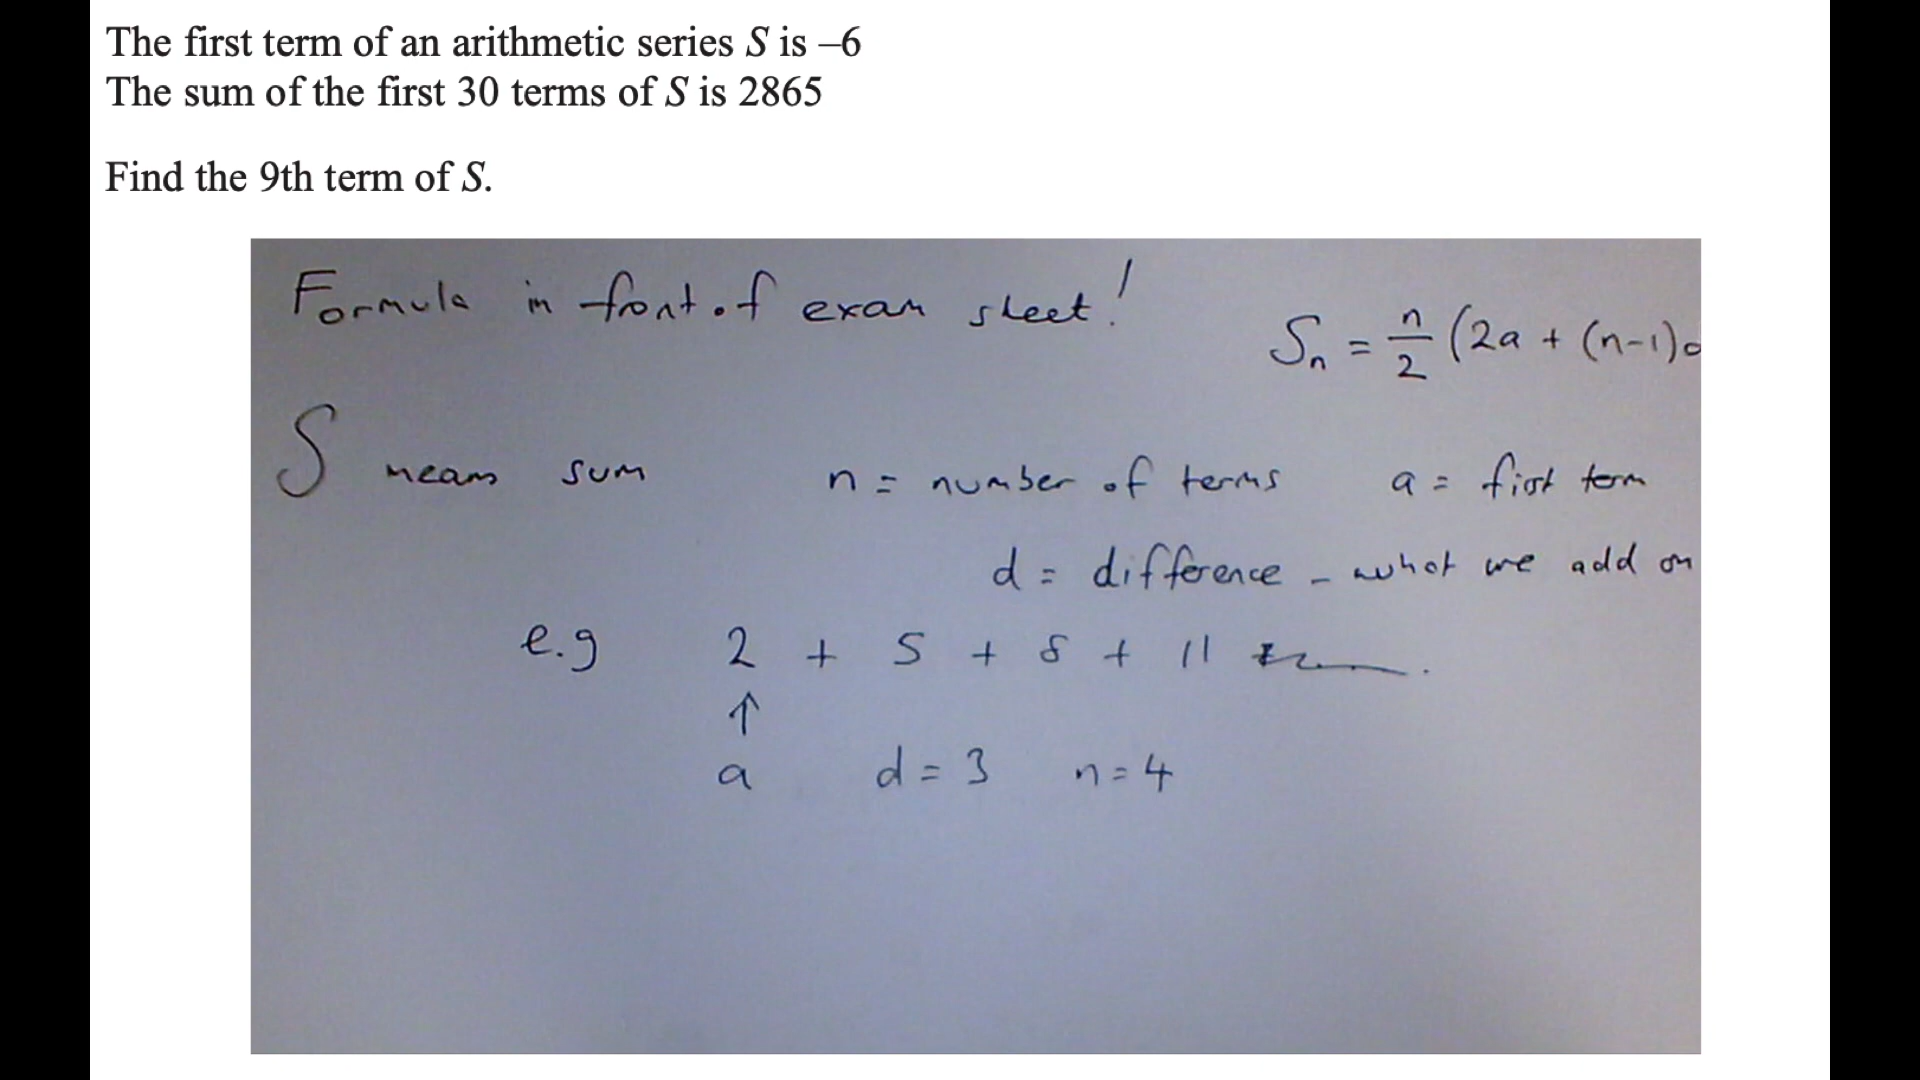 The first term of an arithmetic series S is –6
The sum of the first 30 terms of S is 2865
Find the 9th term of S.
Formula in front of exam sheet!
Sn = n/2 (2a + (n-1)d
S means sum n = number of terms a = first term
d = difference - what we add on
e.g 2 + 5 + 8 + 11
↑
a d = 3 n = 4